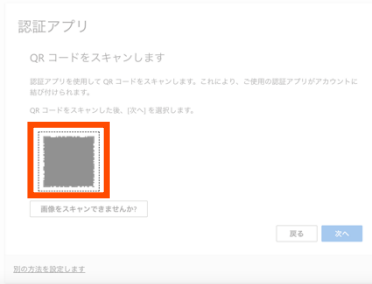 認証アプリ
QR コードをスキャンします
認証アプリを使用して QR コードをスキャンします。これにより、ご使用の認証アプリがアカウントに
結び付けられます。
QR コードをスキャンした後、[次へ] を選択します。
画像をスキャンできませんか?
戻る 次へ
別の方法を設定します